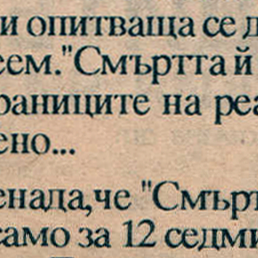 и опитваща се д
еем."Смъртта й
раниците на реа
ено...
енада,че "Смърт
само за 12 седми